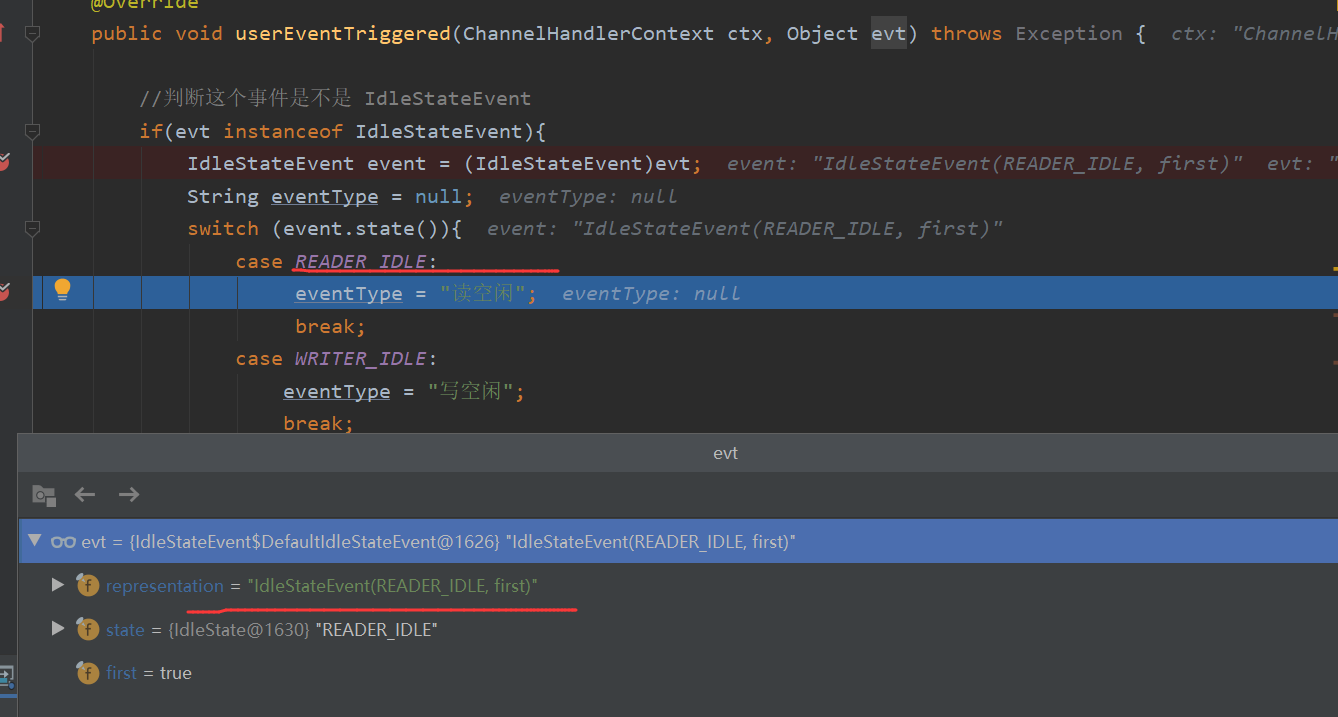 @Override
public void userEventTriggered(ChannelHandlerContext ctx, Object evt) throws Exception { ctx: "ChannelH
//判断这个事件是不是 IdleStateEvent
if(evt instanceof IdleStateEvent){
IdleStateEvent event = (IdleStateEvent)evt; event: "IdleStateEvent(READER_IDLE, first)" evt: "
String eventType = null; eventType: null
switch (event.state()){ event: "IdleStateEvent(READER_IDLE, first)"
case READER_IDLE:
eventType = "读空闲"; eventType: null
break;
case WRITER_IDLE:
eventType = "写空闲";
break;
evt
evt = {IdleStateEvent$DefaultIdleStateEvent@1626} "IdleStateEvent(READER_IDLE, first)"
representation = "IdleStateEvent(READER_IDLE, first)"
state = {IdleState@1630} "READER_IDLE"
first = true